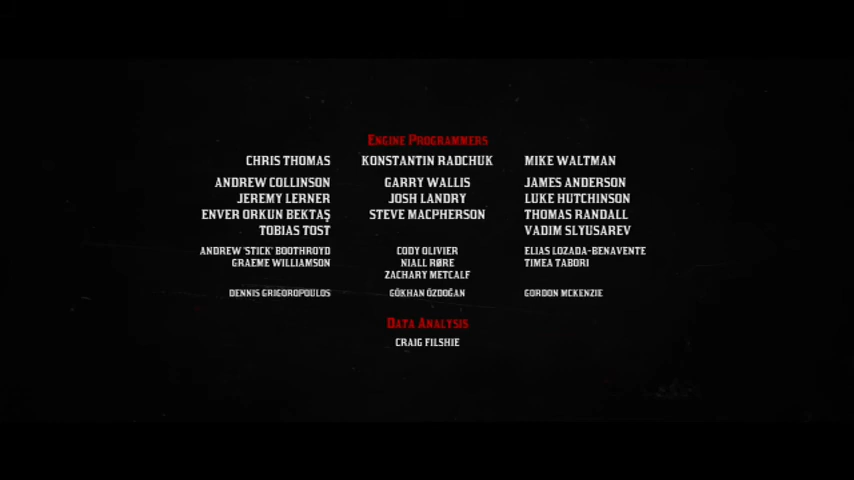 ENGINE PROGRAMMERS
CHRIS THOMAS KONSTANTIN RADCHUK MIKE WALTMAN
ANDREW COLLINSON GARRY WALLIS JAMES ANDERSON
JEREMY LERNER JOSH LANDRY LUKE HUTCHINSON
ENVER ORKUN BEKTAŞ STEVE MACPHERSON THOMAS RANDALL
TOBIAS TOST VADIM SLYUSAREV
ANDREW 'STICK' BOOTHROYD CODY OLIVIER ELIAS LOZADA-BENAVENTE
GRAEME WILLIAMSON NIALL RØRE TIMEA TABORI
ZACHARY METCALF
DENNIS GRIGOROPOULOS GÖKHAN ÖZDOĞAN GORDON MCKENZIE
DATA ANALYSIS
CRAIG FILSHIE